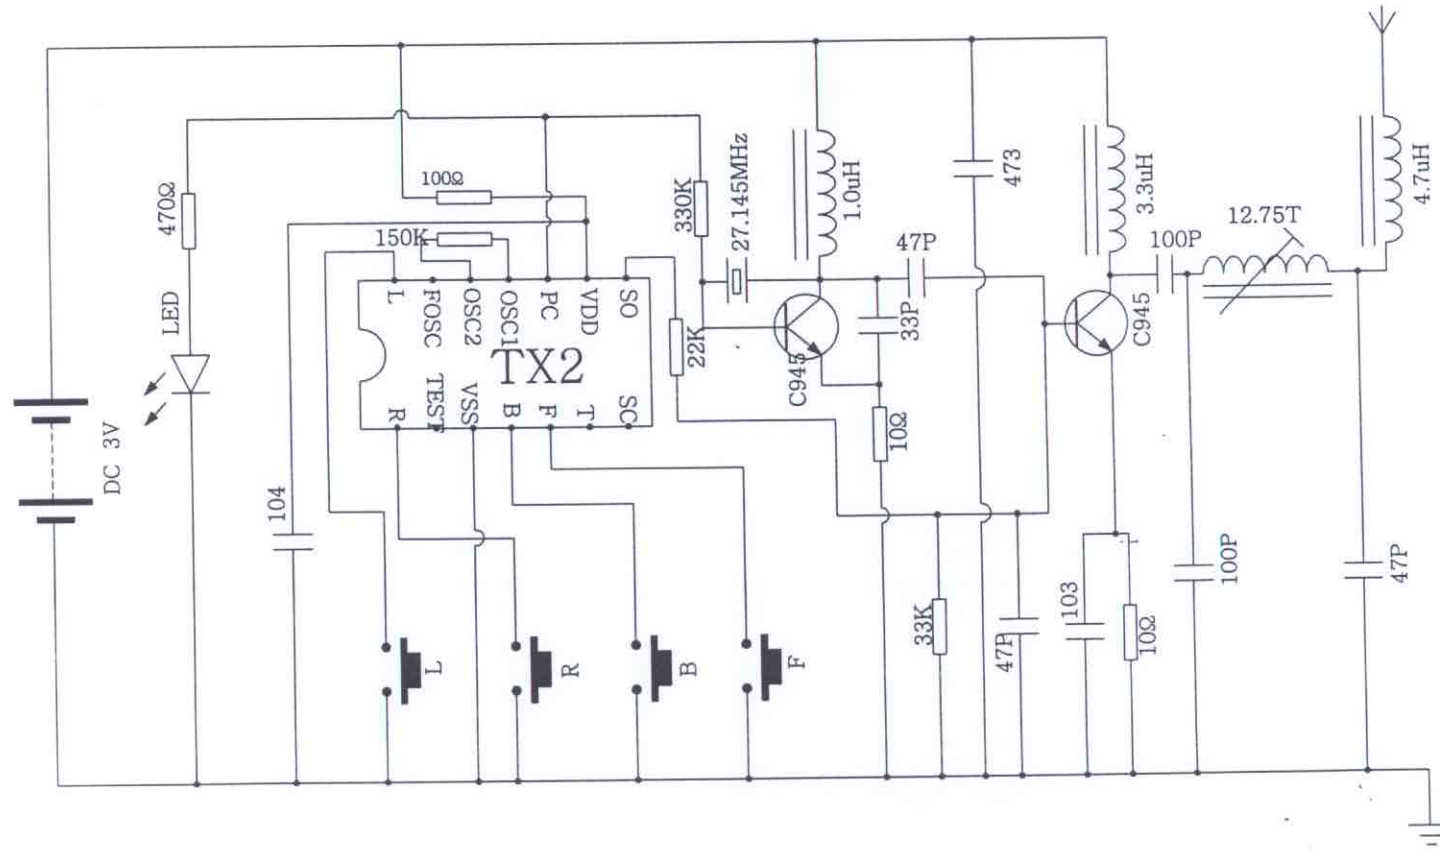 470Ω
LED
DC 3V
104
100Ω
150K
L
FOSC
OSC2
OSC1
PC
VDD
SO
TX2
R
TEST
VSS
B
F
T
SC
22K
330K
27.145MHz
1.0uH
C945
47P
33P
10Ω
473
3.3uH
C945
100P
12.75T
4.7uH
33K
47P
103
10Ω
100P
47P
L
R
B
F